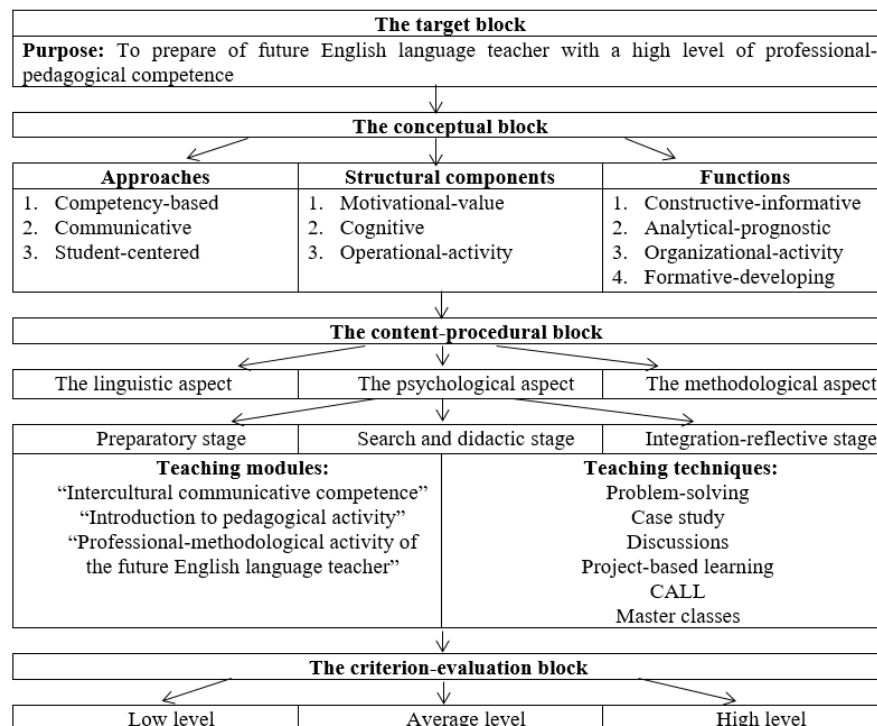 The target block
Purpose: To prepare of future English language teacher with a high level of professional-
pedagogical competence
The conceptual block
Approaches
1. Competency-based
2. Communicative
3. Student-centered
Structural components
1. Motivational-value
2. Cognitive
3. Operational-activity
Functions
1. Constructive-informative
2. Analytical-prognostic
3. Organizational-activity
4. Formative-developing
The content-procedural block
The linguistic aspect
The psychological aspect
The methodological aspect
Preparatory stage
Search and didactic stage
Integration-reflective stage
Teaching modules:
“Intercultural communicative competence”
“Introduction to pedagogical activity”
“Professional-methodological activity of
the future English language teacher”
Teaching techniques:
Problem-solving
Case study
Discussions
Project-based learning
CALL
Master classes
The criterion-evaluation block
Low level
Average level
High level